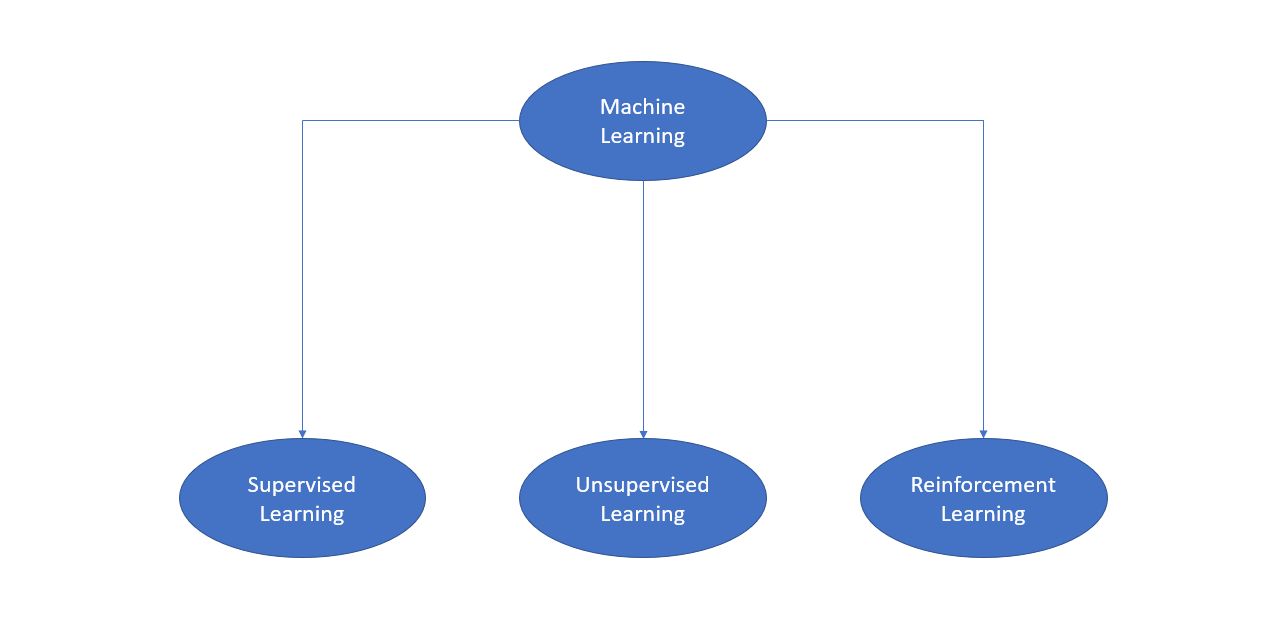 Machine
Learning
Supervised
Learning
Unsupervised
Learning
Reinforcement
Learning